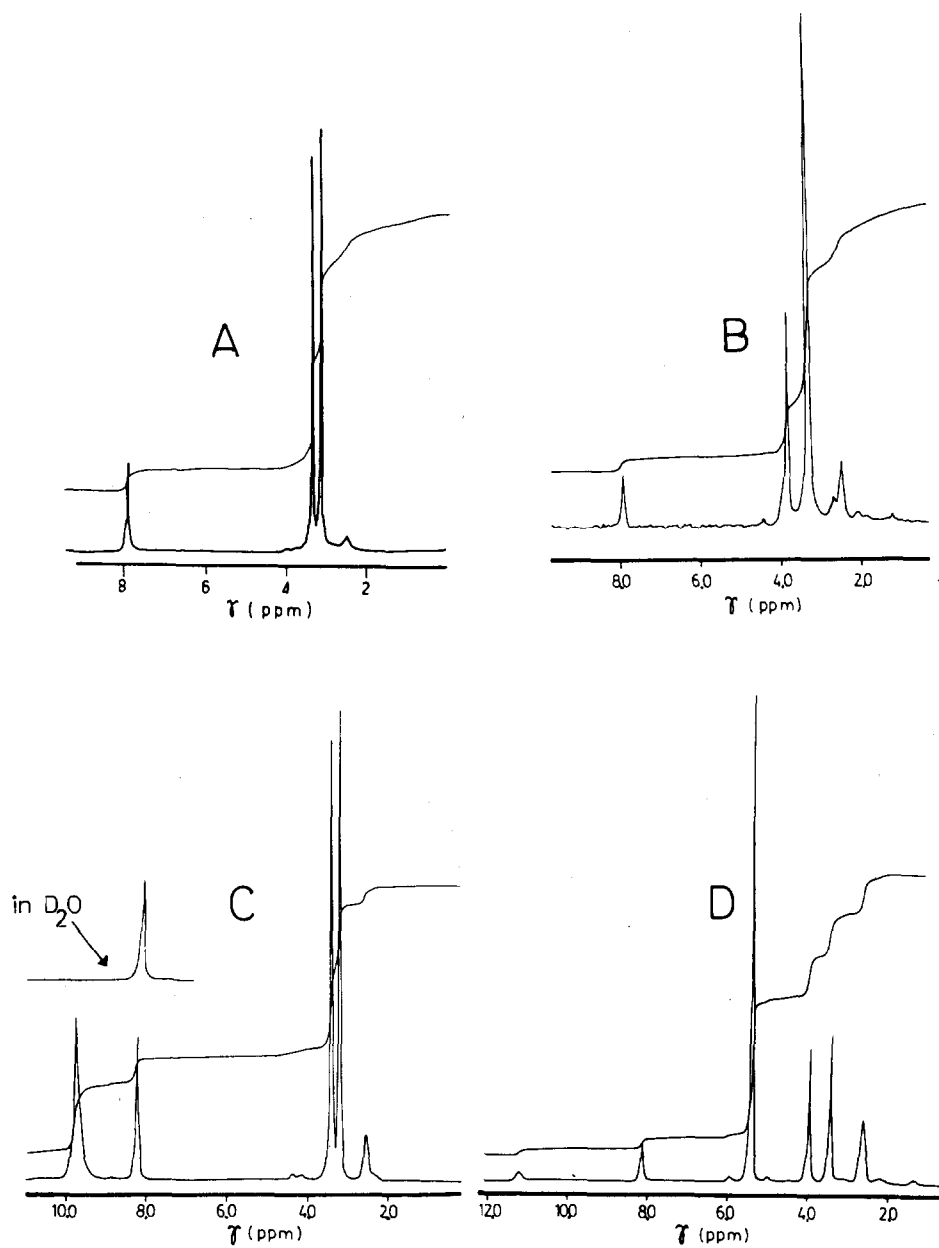 A
B
8 6 4 2
γ (ppm)
8,0 6,0 4,0 2,0
γ (ppm)
in D2O
C
D
10,0 8,0 6,0 4,0 2,0
γ (ppm)
12,0 10,0 8,0 6,0 4,0 2,0
γ (ppm)